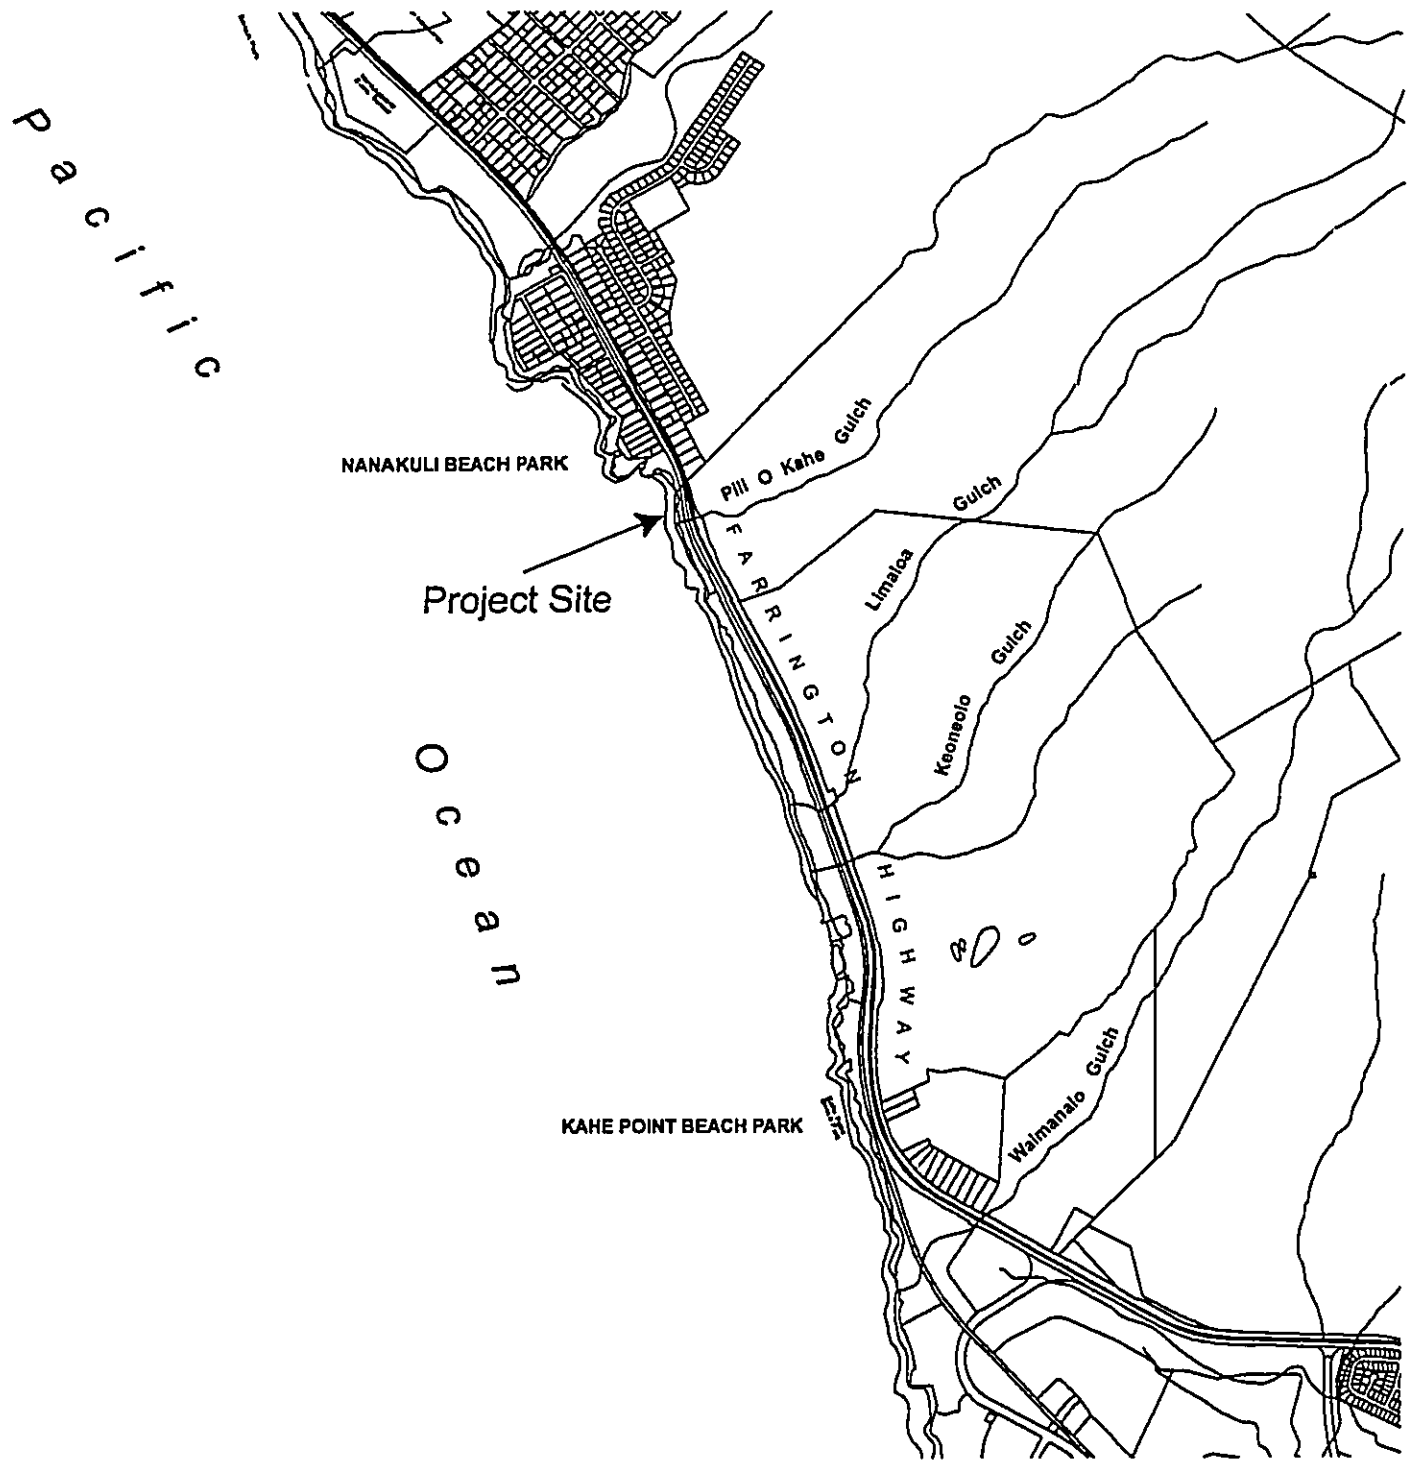 Pacific
Ocean
NANAKULI BEACH PARK
Project Site
Pili O Kahe Gulch
FARRINGTON
HIGHWAY
Limaloa Gulch
Keoneolo Gulch
Waimanalo Gulch
KAHE POINT BEACH PARK